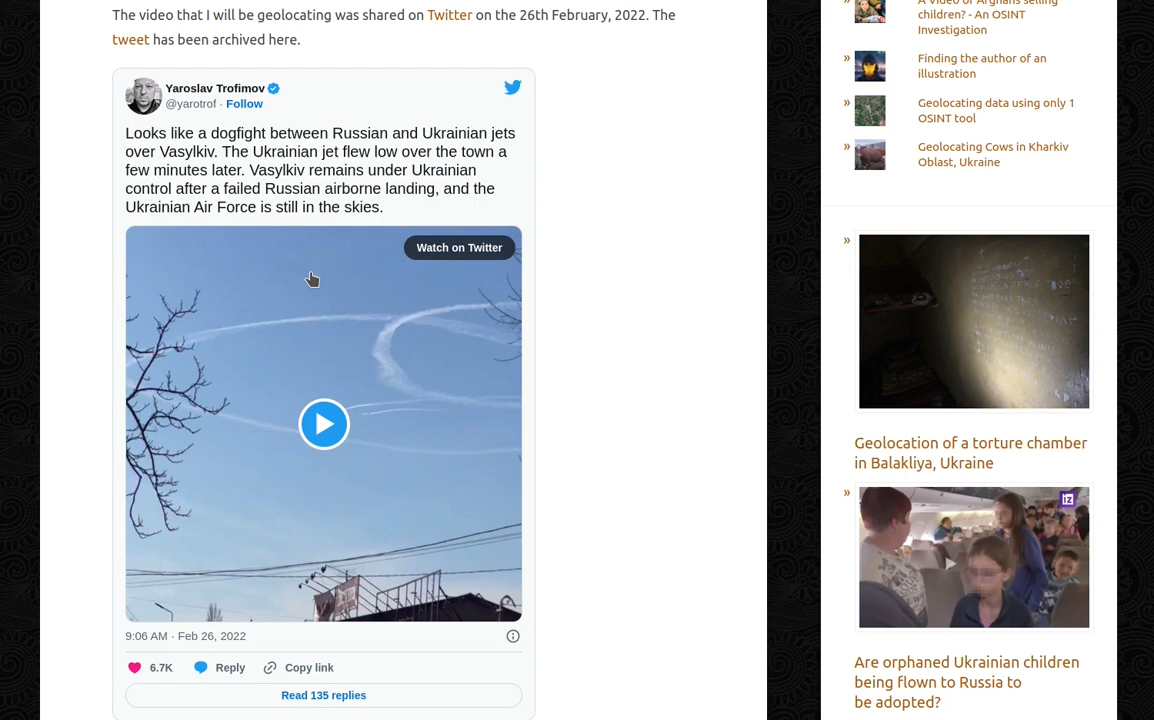 The video that I will be geolocating was shared on Twitter on the 26th February, 2022. The
tweet has been archived here.
Yaroslav Trofimov
@yarotrof · Follow
Looks like a dogfight between Russian and Ukrainian jets
over Vasylkiv. The Ukrainian jet flew low over the town a
few minutes later. Vasylkiv remains under Ukrainian
control after a failed Russian airborne landing, and the
Ukrainian Air Force is still in the skies.
Watch on Twitter
9:06 AM · Feb 26, 2022
6.7K Reply Copy link
Read 135 replies
A video of Afghans selling
children? - An OSINT
Investigation
» Finding the author of an
illustration
» Geolocating data using only 1
OSINT tool
» Geolocating Cows in Kharkiv
Oblast, Ukraine
»
Geolocation of a torture chamber
in Balakliya, Ukraine
»
Are orphaned Ukrainian children
being flown to Russia to
be adopted?